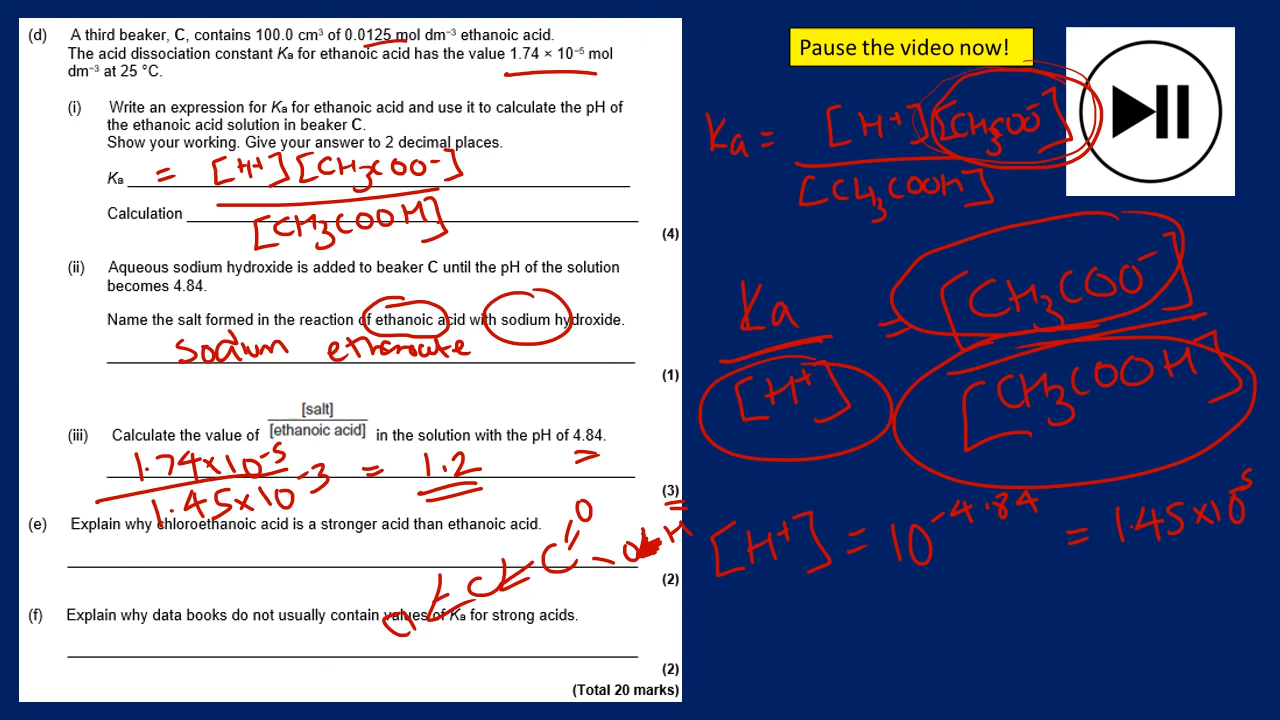 (d) A third beaker, C, contains 100.0 cm³ of 0.0125 mol dm⁻³ ethanoic acid.
The acid dissociation constant Kₐ for ethanoic acid has the value 1.74 × 10⁻⁵ mol
dm⁻³ at 25 °C.
(i) Write an expression for Kₐ for ethanoic acid and use it to calculate the pH of
the ethanoic acid solution in beaker C.
Show your working. Give your answer to 2 decimal places.
Kₐ = [H⁺][CH₃COO⁻]
[CH₃COOH]
Calculation
(4)
(ii) Aqueous sodium hydroxide is added to beaker C until the pH of the solution
becomes 4.84.
Name the salt formed in the reaction of ethanoic acid with sodium hydroxide.
Sodium ethanoate
(1)
[salt]
(iii) Calculate the value of [ethanoic acid] in the solution with the pH of 4.84.
1.74×10⁻⁵ = 1.2 =
1.45×10⁻³
(3)
(e) Explain why chloroethanoic acid is a stronger acid than ethanoic acid.
O
Cl C C O H
(2)
(f) Explain why data books do not usually contain values of Kₐ for strong acids.
(2)
(Total 20 marks)
Pause the video now!
Ka = [H⁺][CH₃COO⁻]
[CH₃COOH]
Ka = [CH₃COO⁻]
[H⁺] [CH₃COOH]
[H⁺] = 10⁻⁴·⁸⁴ = 1.45×10⁻⁵